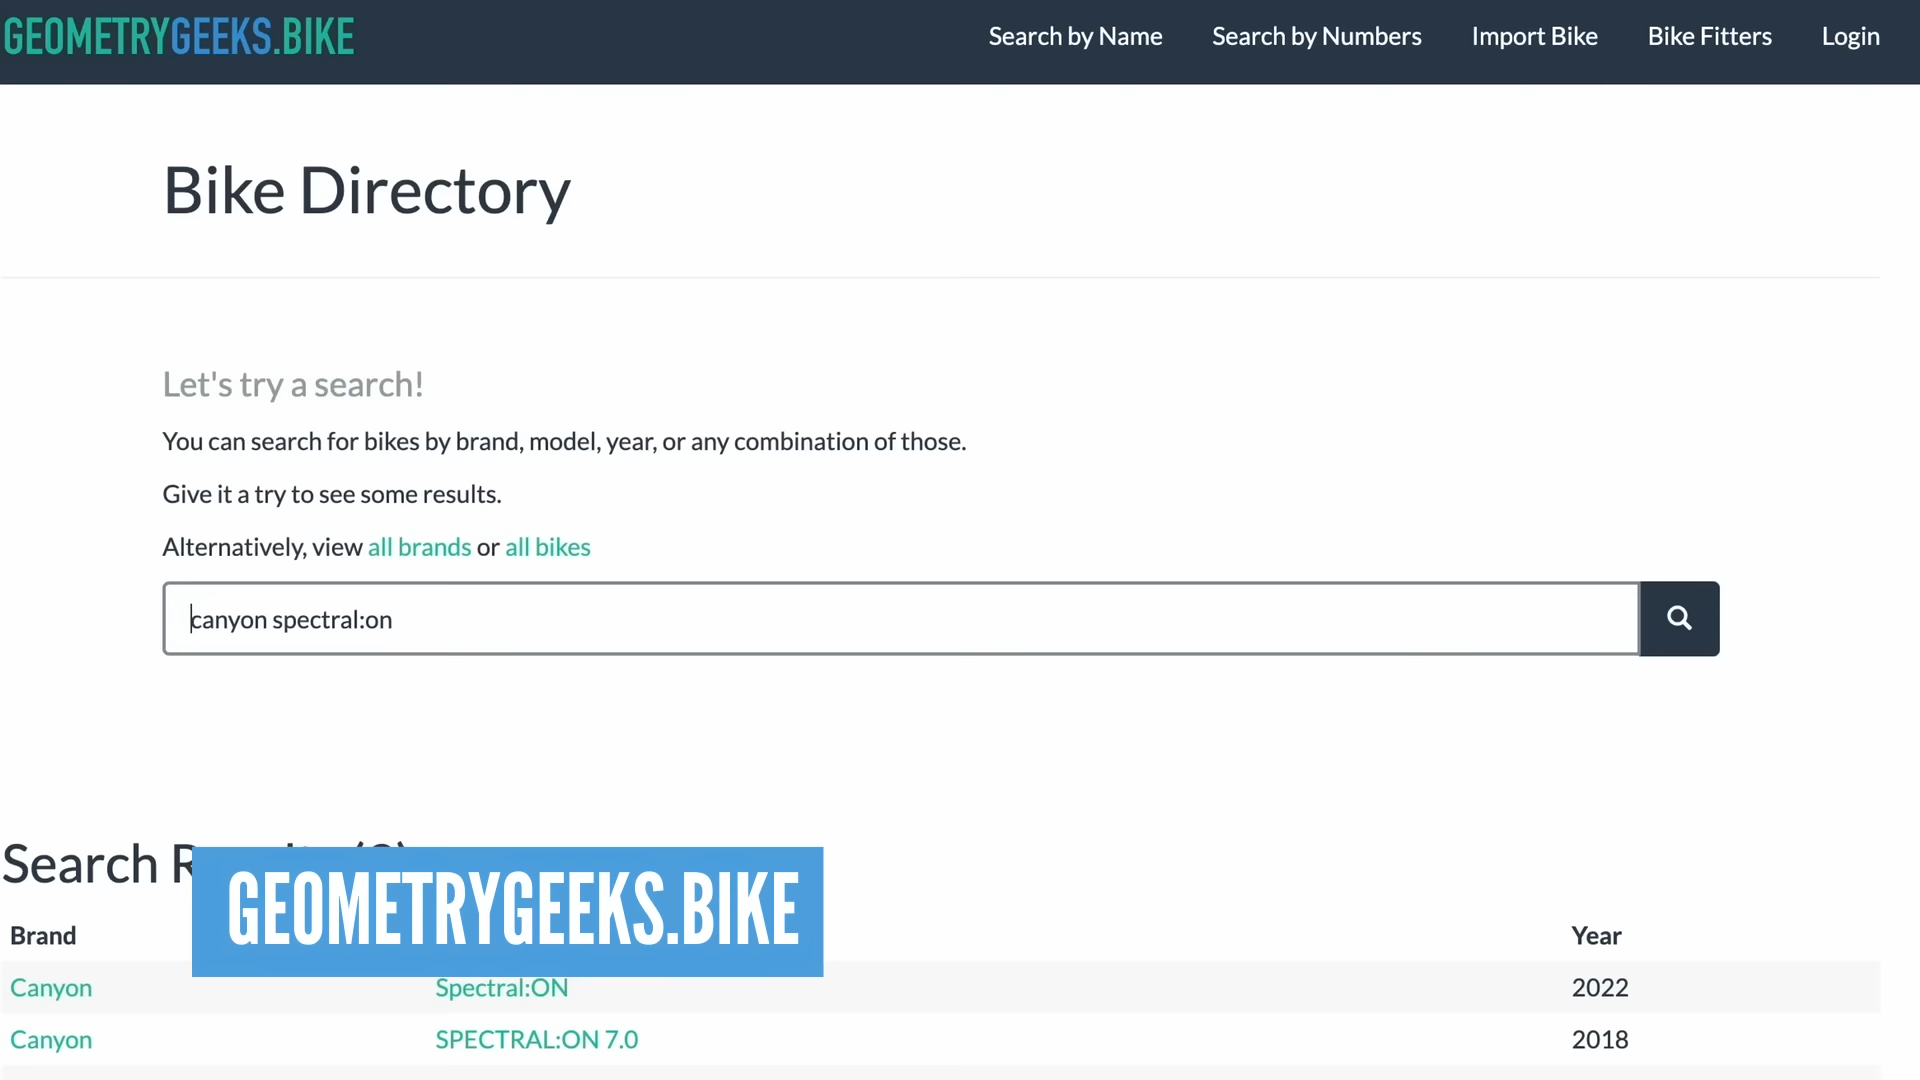 GEOMETRYGEEKS.BIKE
Search by Name
Search by Numbers
Import Bike
Bike Fitters
Login
Bike Directory
Let's try a search!
You can search for bikes by brand, model, year, or any combination of those.
Give it a try to see some results.
Alternatively, view all brands or all bikes
canyon spectral:on
Search
GEOMETRYGEEKS.BIKE
Brand
Year
Canyon
Spectral:ON
2022
Canyon
SPECTRAL:ON 7.0
2018